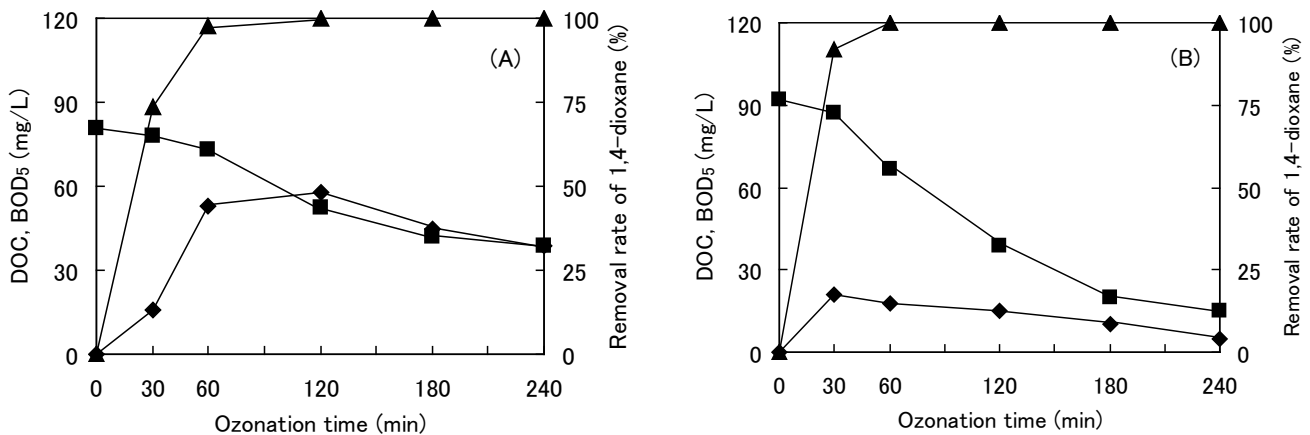 (A)
DOC, BOD₅ (mg/L)
120
90
60
30
0
100
75
50
25
0
Removal rate of 1,4-dioxane (%)
0 30 60 120 180 240
Ozonation time (min)
(B)
DOC, BOD₅ (mg/L)
120
90
60
30
0
100
75
50
25
0
Removal rate of 1,4-dioxane (%)
0 30 60 120 180 240
Ozonation time (min)